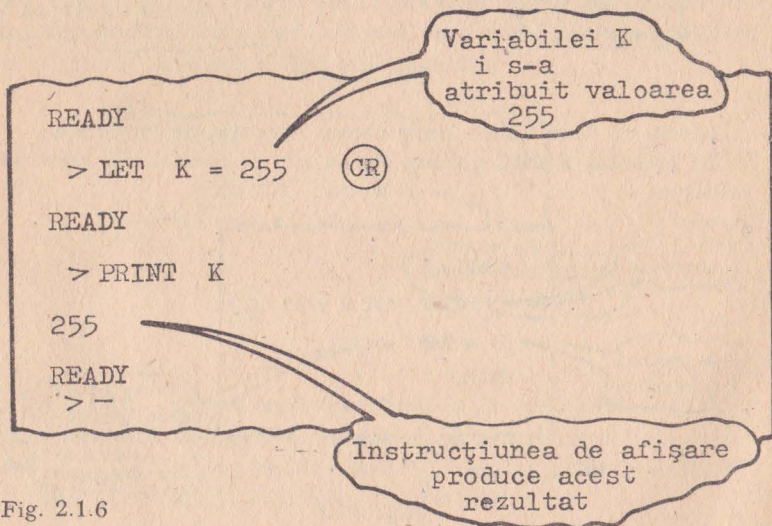 Variabilei K
i s-a
atribuit valoarea
255
READY
> LET K = 255 CR
READY
> PRINT K
255
READY
> -
Instrucţiunea de afişare
produce acest
rezultat
Fig. 2.1.6